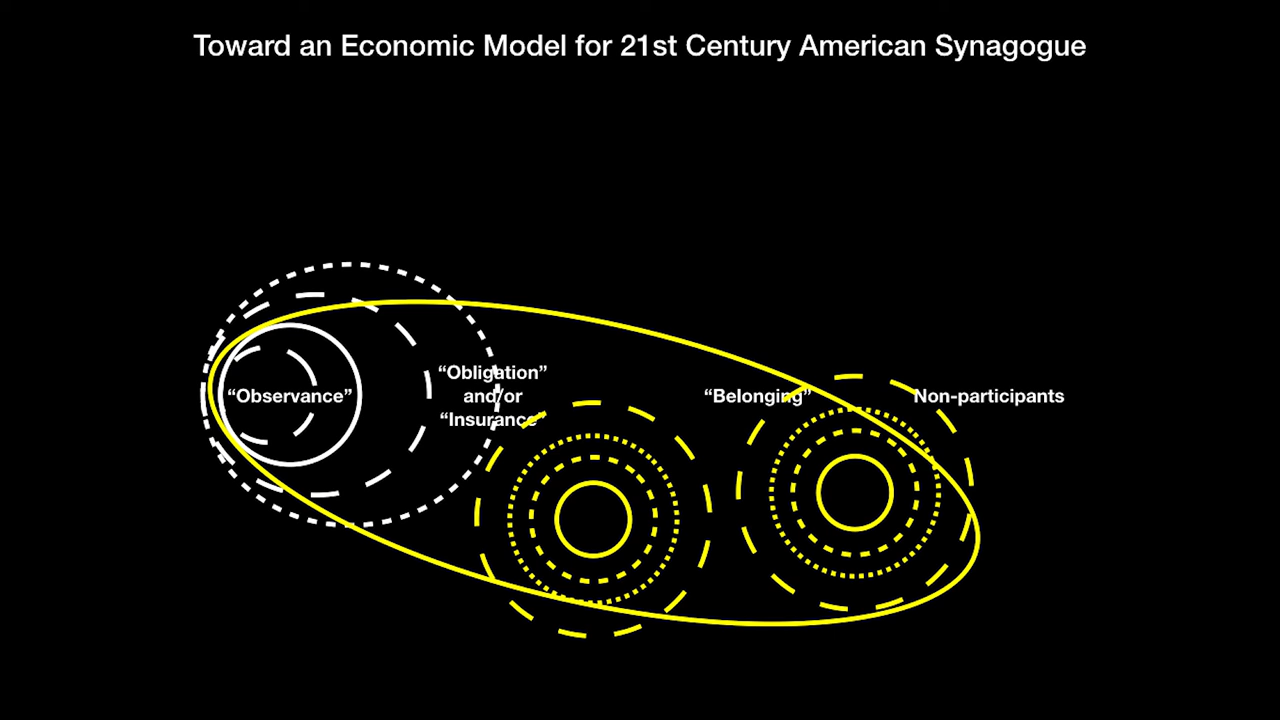 Toward an Economic Model for 21st Century American Synagogue
“Observance”
“Obligation”
and/or
“Insurance”
“Belonging”
Non-participants